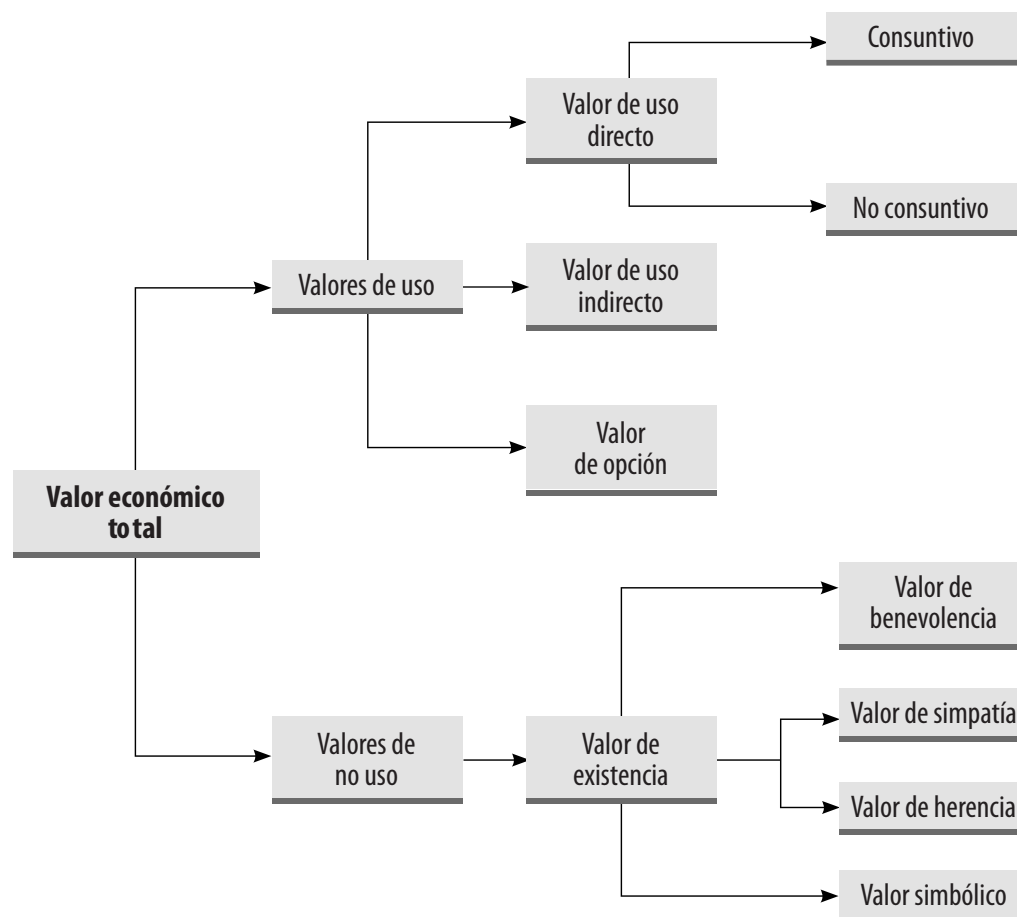 Consuntivo
Valor de uso
directo
No consuntivo
Valores de uso
Valor de uso
indirecto
Valor
de opción
Valor económico
to tal
Valor de
benevolencia
Valores de
no uso
Valor de
existencia
Valor de simpatía
Valor de herencia
Valor simbólico